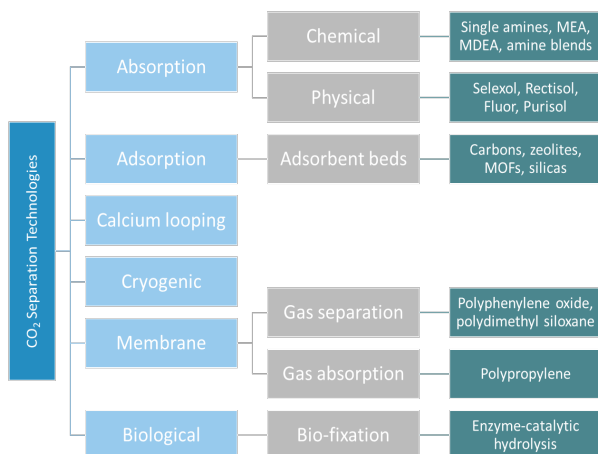 CO₂ Separation Technologies
Absorption
Chemical
Single amines, MEA,
MDEA, amine blends
Physical
Selexol, Rectisol,
Fluor, Purisol
Adsorption
Adsorbent beds
Carbons, zeolites,
MOFs, silicas
Calcium looping
Cryogenic
Membrane
Gas separation
Polyphenylene oxide,
polydimethyl siloxane
Gas absorption
Polypropylene
Biological
Bio-fixation
Enzyme-catalytic
hydrolysis